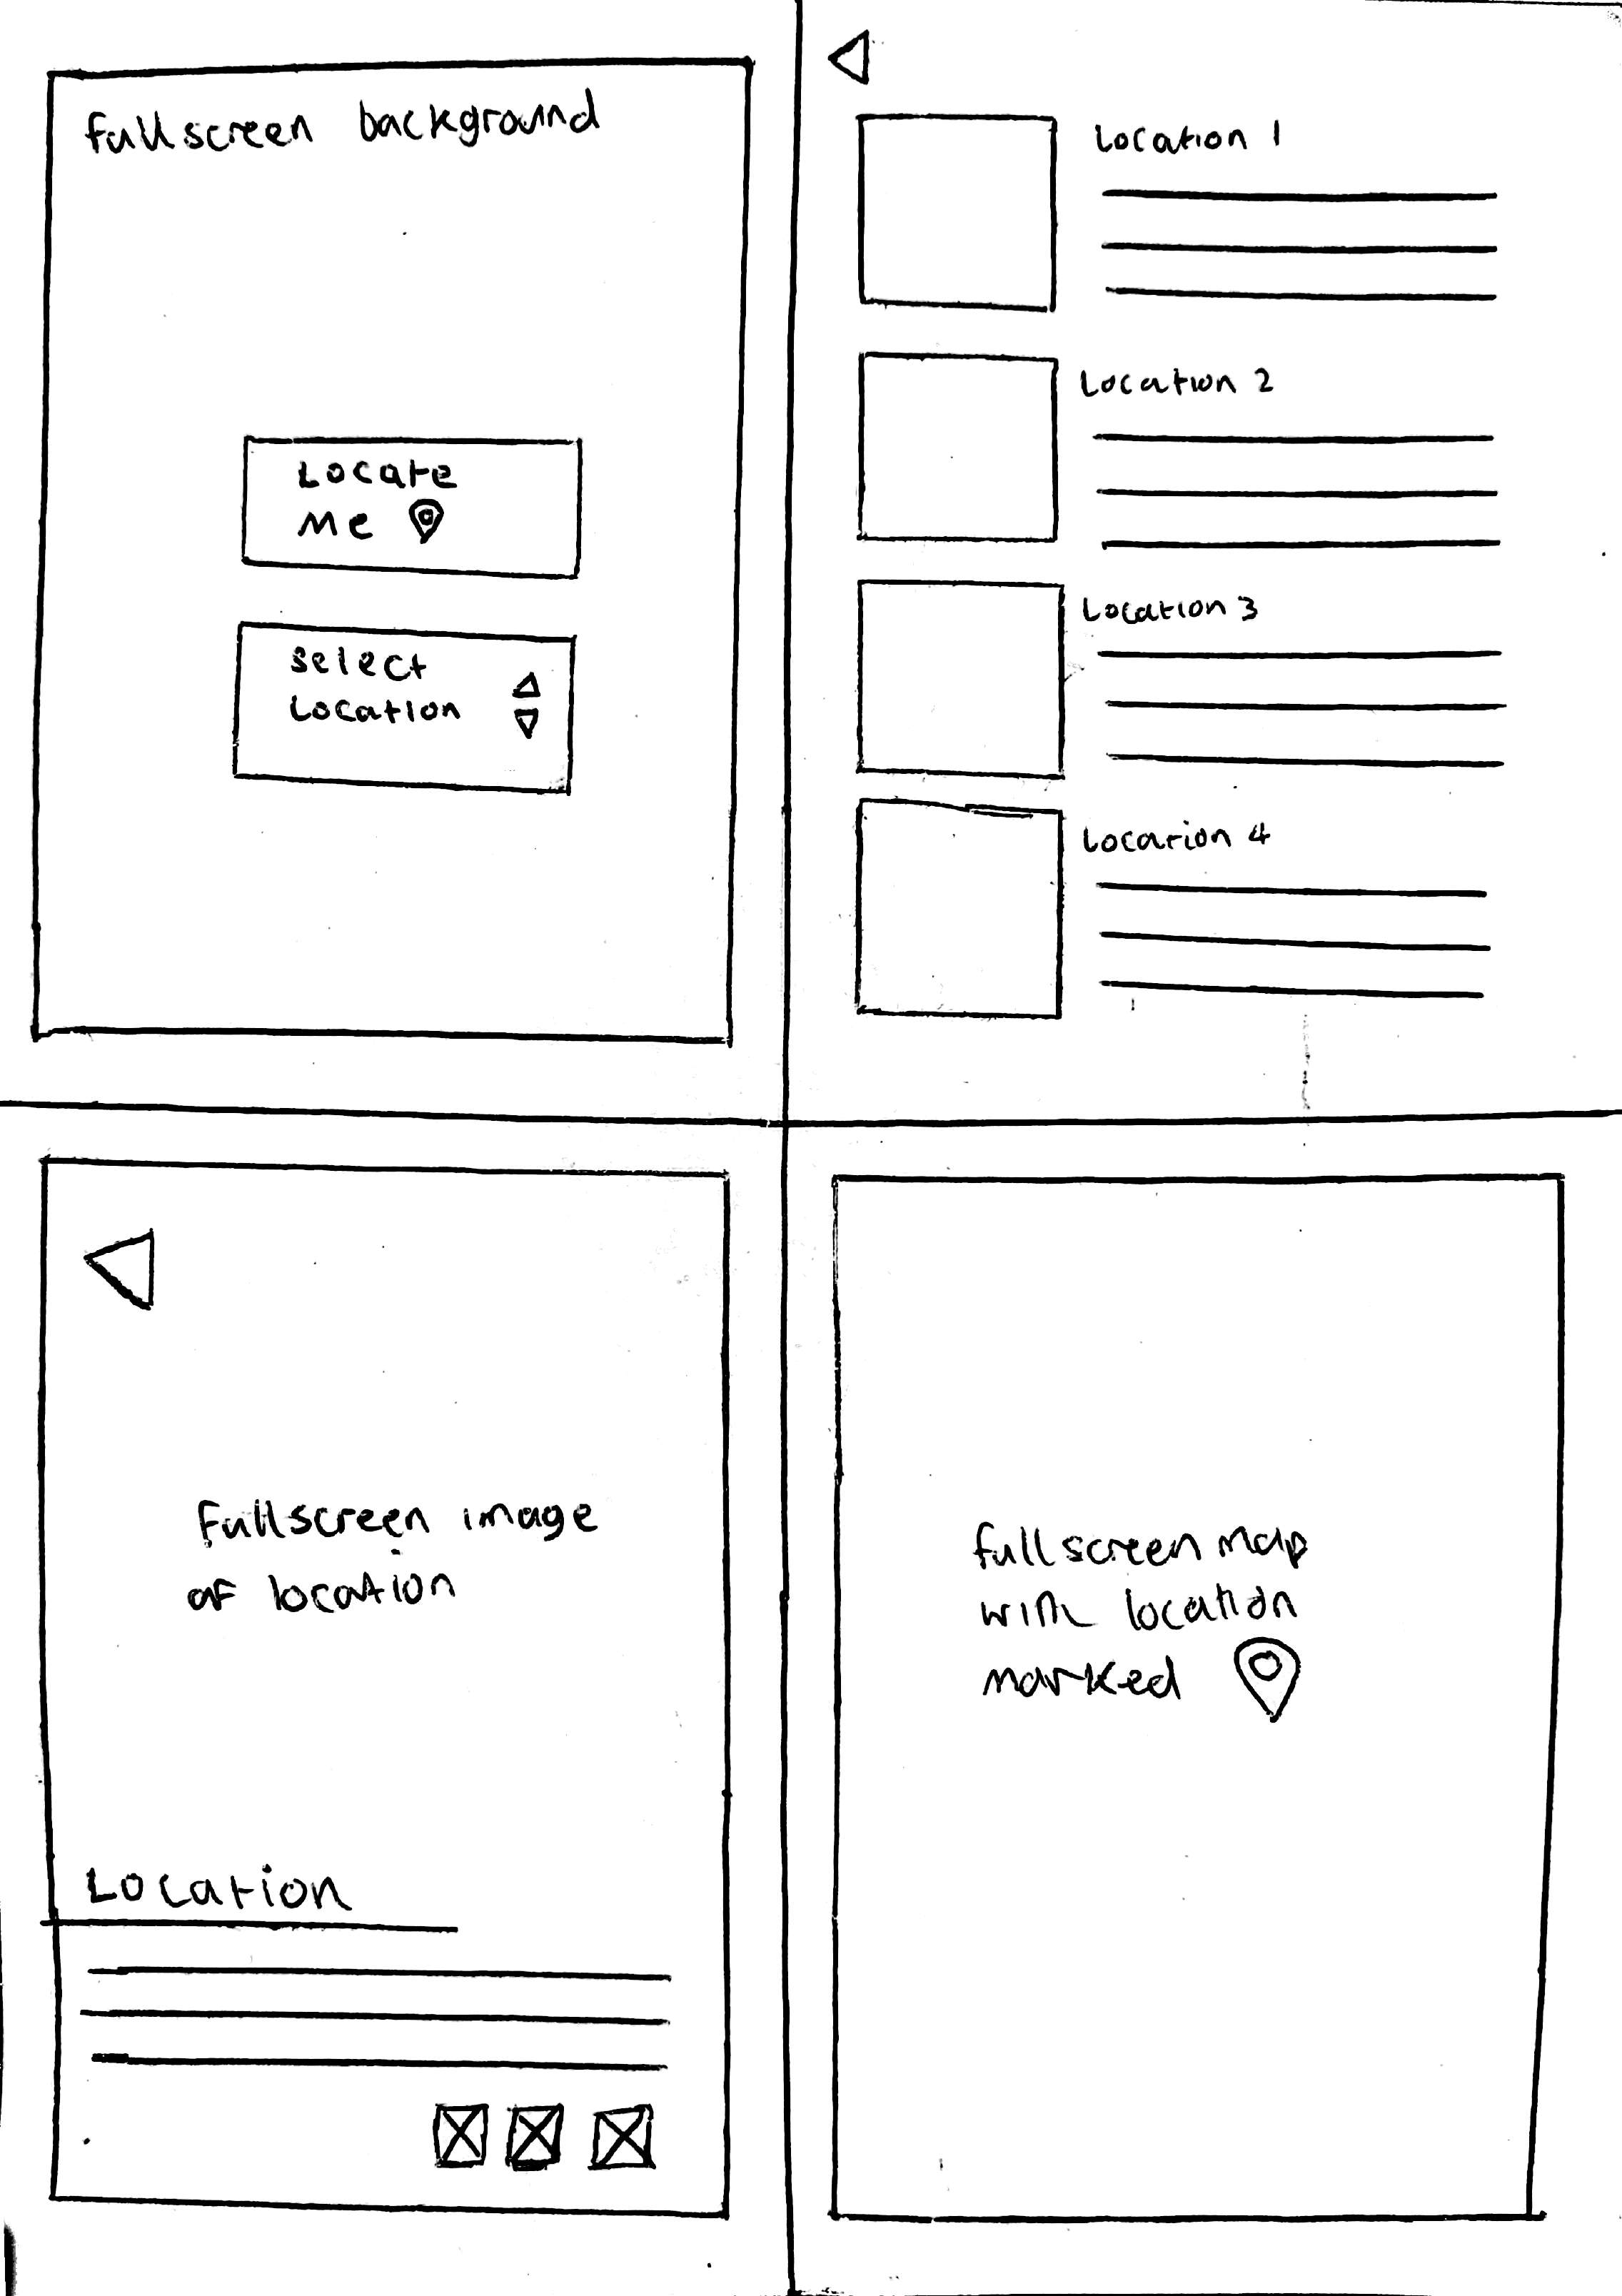 fullscreen background
Locate
Me
Select
Location
Location 1
Location 2
Location 3
Location 4
Fullscreen image
of location
Location
fullscreen map
with location
marked